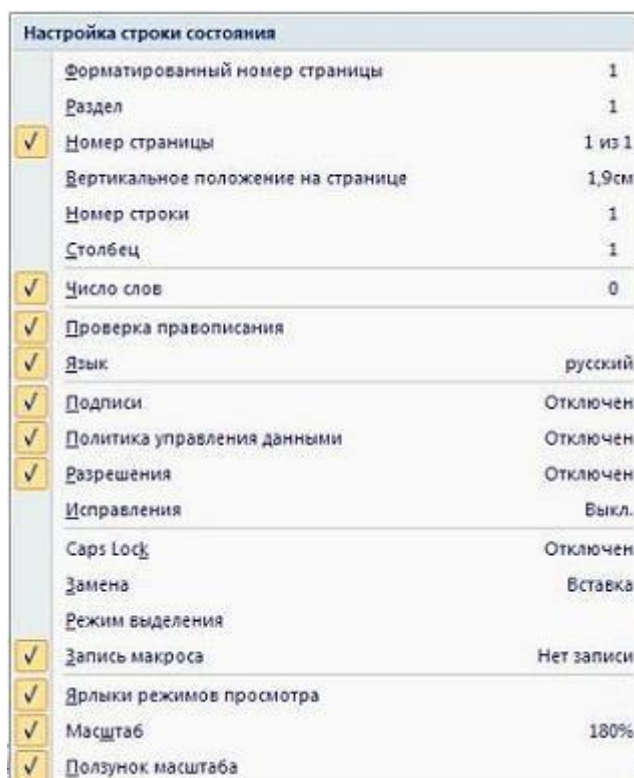 Настройка строки состояния
Форматированный номер страницы 1
Раздел 1
Номер страницы 1 из 1
Вертикальное положение на странице 1,9см
Номер строки 1
Столбец 1
Число слов 0
Проверка правописания
Язык русский
Подписи Отключен
Политика управления данными Отключен
Разрешения Отключен
Исправления Выкл.
Caps Lock Отключен
Замена Вставка
Режим выделения
Запись макроса Нет записи
Ярлыки режимов просмотра
Масштаб 180%
Ползунок масштаба